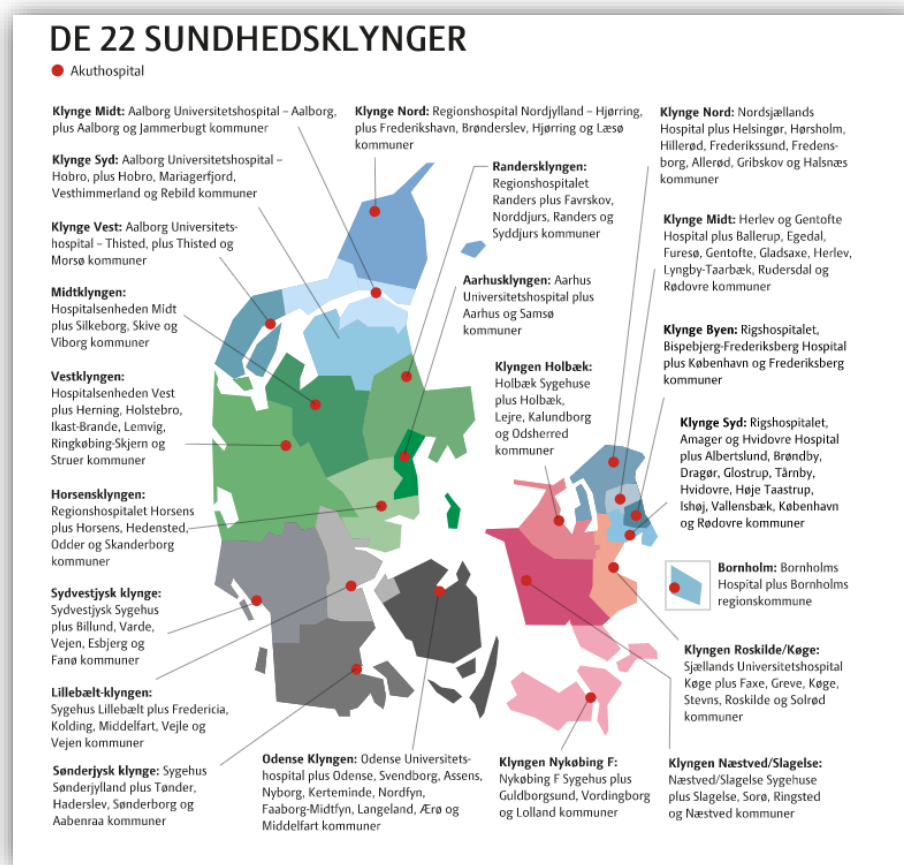 DE 22 SUNDHEDSKLYNGER
Akuthospital
Klynge Midt: Aalborg Universitetshospital – Aalborg,
plus Aalborg og Jammerbugt kommuner
Klynge Syd: Aalborg Universitetshospital –
Hobro, plus Hobro, Mariagerfjord,
Vesthimmerland og Rebild kommuner
Klynge Vest: Aalborg Universitets-
hospital – Thisted, plus Thisted og
Morsø kommuner
Midtklyngen:
Hospitalsenheden Midt
plus Silkeborg, Skive og
Viborg kommuner
Vestklyngen:
Hospitalsenheden Vest
plus Herning, Holstebro,
Ikast-Brande, Lemvig,
Ringkøbing-Skjern og
Struer kommuner
Horsensklyngen:
Regionshospitalet Horsens
plus Horsens, Hedensted,
Odder og Skanderborg
kommuner
Sydvestjysk klynge:
Sydvestjysk Sygehus
plus Billund, Varde,
Vejen, Esbjerg og
Fanø kommuner
Lillebælt-klyngen:
Sygehus Lillebælt plus Fredericia,
Kolding, Middelfart, Vejle og
Vejen kommuner
Sønderjysk klynge: Sygehus
Sønderjylland plus Tønder,
Haderslev, Sønderborg og
Aabenraa kommuner
Klynge Nord: Regionshospital Nordjylland – Hjørring,
plus Frederikshavn, Brønderslev, Hjørring og Læsø
kommuner
Randersklyngen:
Regionshospitalet
Randers plus Favrskov,
Norddjurs, Randers og
Syddjurs kommuner
Aarhusklyngen: Aarhus
Universitetshospital plus
Aarhus og Samsø
kommuner
Klyngen Holbæk:
Holbæk Sygehuse
plus Holbæk,
Lejre, Kalundborg
og Odsherred
kommuner
Odense Klyngen: Odense Universitets-
hospital plus Odense, Svendborg, Assens,
Nyborg, Kerteminde, Nordfyn,
Faaborg-Midtfyn, Langeland, Ærø og
Middelfart kommuner
Klyngen Nykøbing F:
Nykøbing F Sygehus plus
Guldborgsund, Vordingborg
og Lolland kommuner
Klynge Nord: Nordsjællands
Hospital plus Helsingør, Hørsholm,
Hillerød, Frederikssund, Fredens-
borg, Allerød, Gribskov og Halsnæs
kommuner
Klynge Midt: Herlev og Gentofte
Hospital plus Ballerup, Egedal,
Furesø, Gentofte, Gladsaxe, Herlev,
Lyngby-Taarbæk, Rudersdal og
Rødovre kommuner
Klynge Byen: Rigshospitalet,
Bispebjerg-Frederiksberg Hospital
plus København og Frederiksberg
kommuner
Klynge Syd: Rigshospitalet,
Amager og Hvidovre Hospital
plus Albertslund, Brøndby,
Dragør, Glostrup, Tårnby,
Hvidovre, Høje Taastrup,
Ishøj, Vallensbæk, København
og Rødovre kommuner
Bornholm: Bornholms
Hospital plus Bornholms
regionskommune
Klyngen Roskilde/Køge:
Sjællands Universitetshospital
Køge plus Faxe, Greve, Køge,
Stevns, Roskilde og Solrød
kommuner
Klyngen Næstved/Slagelse:
Næstved/Slagelse Sygehuse
plus Slagelse, Sorø, Ringsted
og Næstved kommuner